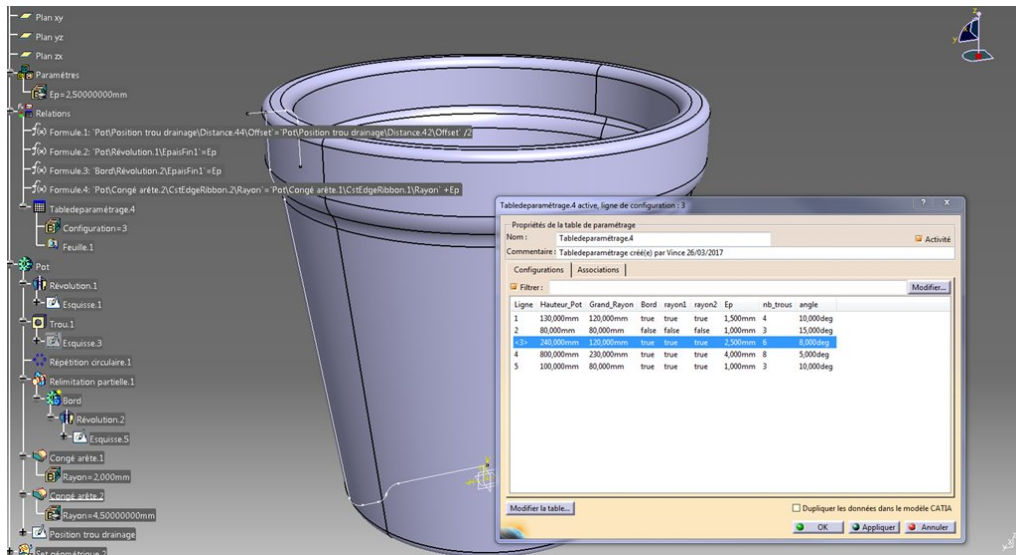 Plan xy
Plan yz
Plan zx
Paramètres
Ep=2,50000000mm
Relations
f(x) Formule.1: `Pot\Position trou drainage\Distance.44\Offset`=`Pot\Position trou drainage\Distance.42\Offset` /2
f(x) Formule.2: `Pot\Révolution.1\EpaisFin1`=Ep
f(x) Formule.3: `Bord\Révolution.2\EpaisFin1`=Ep
f(x) Formule.4: `Pot\Congé arête.2\CstEdgeRibbon.2\Rayon`=`Pot\Congé arête.1\CstEdgeRibbon.1\Rayon` +Ep
Tabledeparamétrage.4
Configuration=3
Feuille.1
Pot
Révolution.1
Esquisse.1
Trou.1
Esquisse.3
Répétition circulaire.1
Relimitation partielle.1
Bord
Révolution.2
Esquisse.5
Congé arête.1
Rayon=2,000mm
Congé arête.2
Rayon=4,50000000mm
Position trou drainage
Set géométrique.2
z
y
Tabledeparamétrage.4 active, ligne de configuration : 3
? X
Propriétés de la table de paramétrage
Nom : Tabledeparamétrage.4 Activité
Commentaire : Tabledeparamétrage créé(e) par Vince 26/03/2017
Configurations Associations
Filtrer : Modifier...
Ligne Hauteur_Pot Grand_Rayon Bord rayon1 rayon2 Ep nb_trous angle
1 130,000mm 120,000mm true true true 1,500mm 4 10,000deg
2 80,000mm 80,000mm false false false 1,000mm 3 15,000deg
<3> 240,000mm 120,000mm true true true 2,500mm 6 8,000deg
4 800,000mm 230,000mm true true true 4,000mm 8 5,000deg
5 100,000mm 80,000mm true true true 1,000mm 3 10,000deg
Modifier la table... Dupliquer les données dans le modèle CATIA
OK Appliquer Annuler